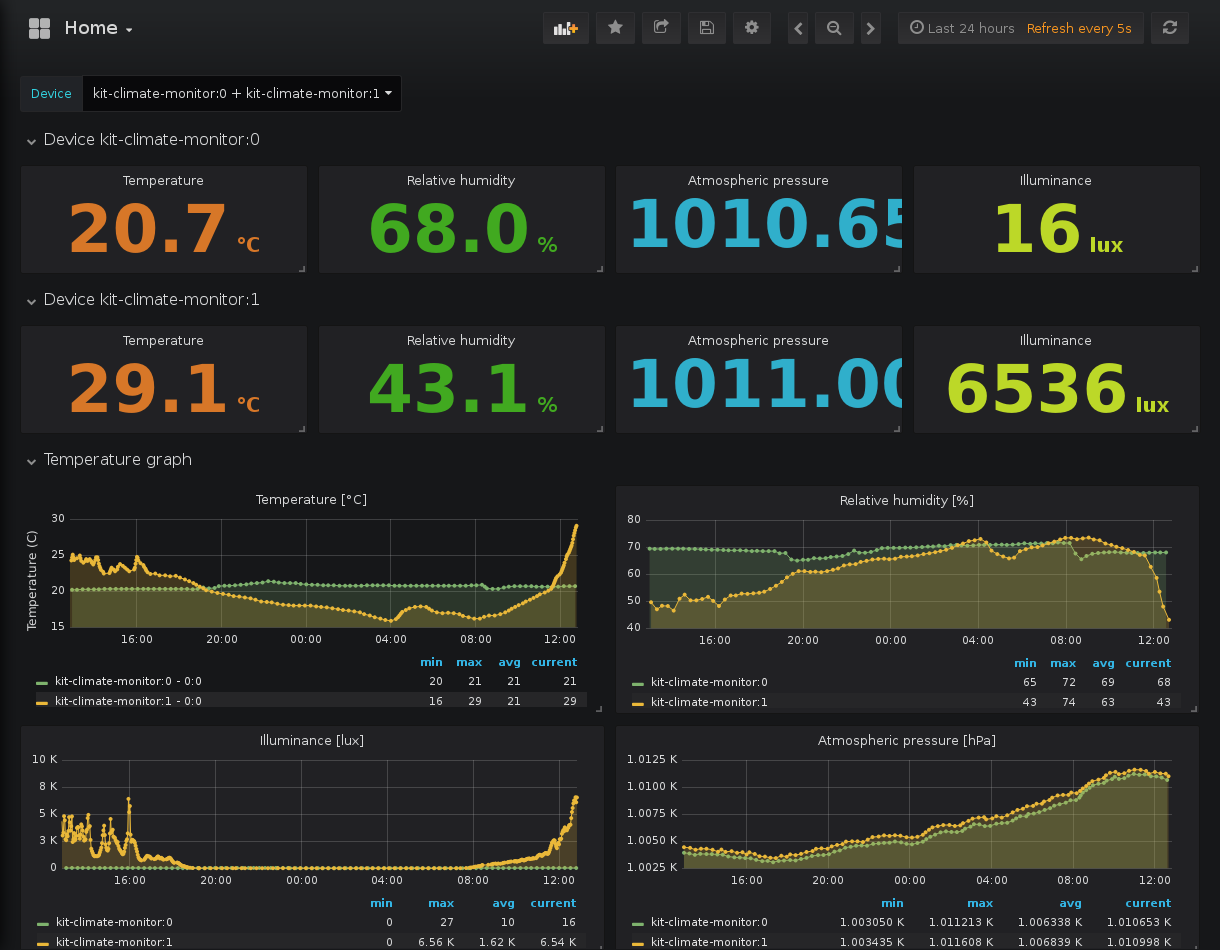 Home
Last 24 hours Refresh every 5s
Device kit-climate-monitor:0 + kit-climate-monitor:1
Device kit-climate-monitor:0
Temperature Relative humidity Atmospheric pressure Illuminance
20.7 °C 68.0 % 1010.65 16 lux
Device kit-climate-monitor:1
Temperature Relative humidity Atmospheric pressure Illuminance
29.1 °C 43.1 % 1011.00 6536 lux
Temperature graph
Temperature [°C]
Temperature (C)
30
25
20
15
16:00 20:00 00:00 04:00 08:00 12:00
min max avg current
kit-climate-monitor:0 - 0:0 20 21 21 21
kit-climate-monitor:1 - 0:0 16 29 21 29
Relative humidity [%]
80
70
60
50
40
16:00 20:00 00:00 04:00 08:00 12:00
min max avg current
kit-climate-monitor:0 65 72 69 68
kit-climate-monitor:1 43 74 63 43
Illuminance [lux]
10 K
8 K
5 K
3 K
0
16:00 20:00 00:00 04:00 08:00 12:00
min max avg current
kit-climate-monitor:0 0 27 10 16
kit-climate-monitor:1 0 6.56 K 1.62 K 6.54 K
Atmospheric pressure [hPa]
1.0125 K
1.0100 K
1.0075 K
1.0050 K
1.0025 K
16:00 20:00 00:00 04:00 08:00 12:00
min max avg current
kit-climate-monitor:0 1.003050 K 1.011213 K 1.006338 K 1.010653 K
kit-climate-monitor:1 1.003435 K 1.011608 K 1.006839 K 1.010998 K